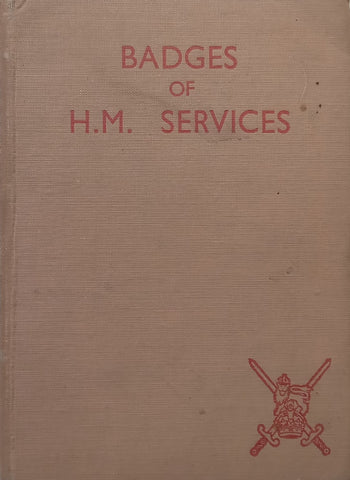 BADGES
OF
H.M. SERVICES